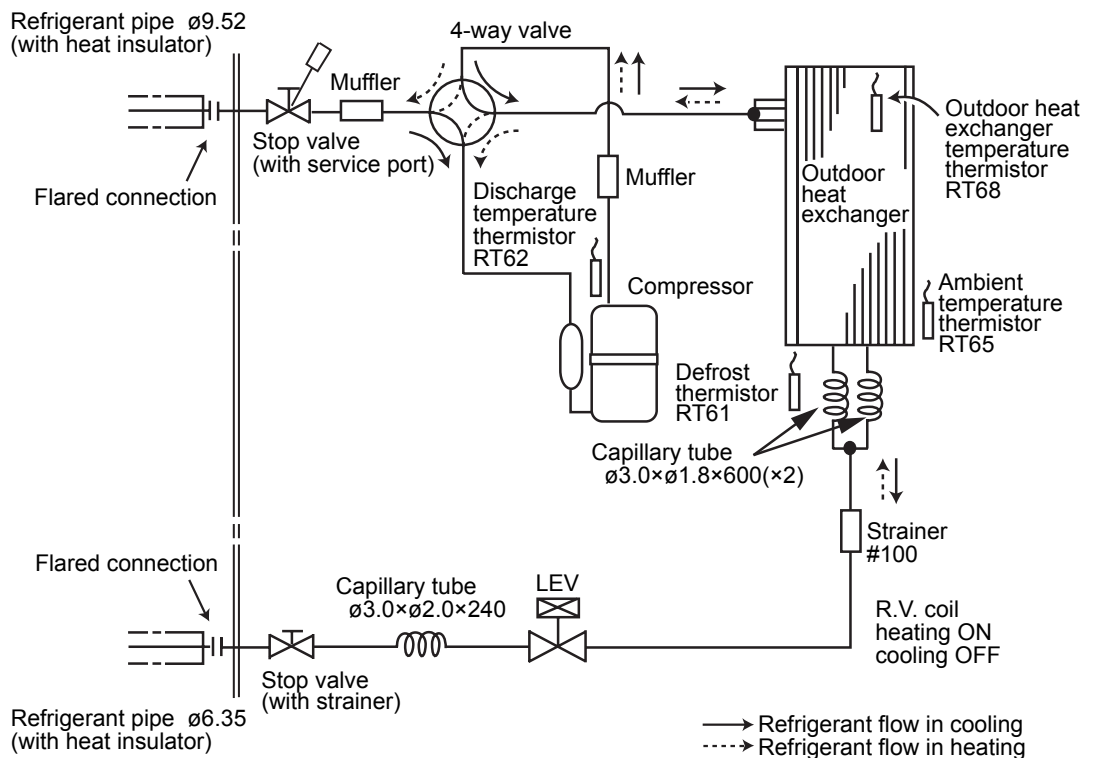 Refrigerant pipe ø9.52
(with heat insulator)
4-way valve
Muffler
Stop valve
(with service port)
Flared connection
Outdoor heat
exchanger
temperature
thermistor
RT68
Outdoor
heat
exchanger
Muffler
Discharge
temperature
thermistor
RT62
Compressor
Ambient
temperature
thermistor
RT65
Defrost
thermistor
RT61
Capillary tube
ø3.0×ø1.8×600(×2)
Strainer
#100
Flared connection
Capillary tube
ø3.0×ø2.0×240
LEV
R.V. coil
heating ON
cooling OFF
Stop valve
(with strainer)
Refrigerant pipe ø6.35
(with heat insulator)
Refrigerant flow in cooling
Refrigerant flow in heating